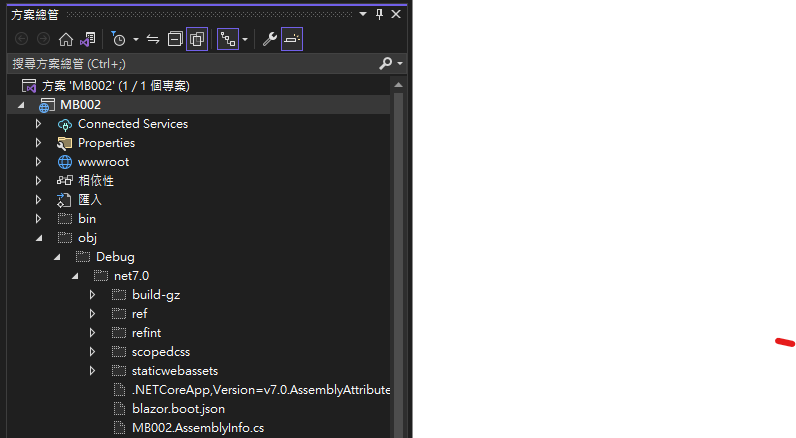 方案總管
搜尋方案總管 (Ctrl+;)
方案 'MB002' (1 / 1 個專案)
MB002
Connected Services
Properties
wwwroot
相依性
匯入
bin
obj
Debug
net7.0
build-gz
ref
refint
scopedcss
staticwebassets
.NETCoreApp,Version=v7.0.AssemblyAttribute
blazor.boot.json
MB002.AssemblyInfo.cs